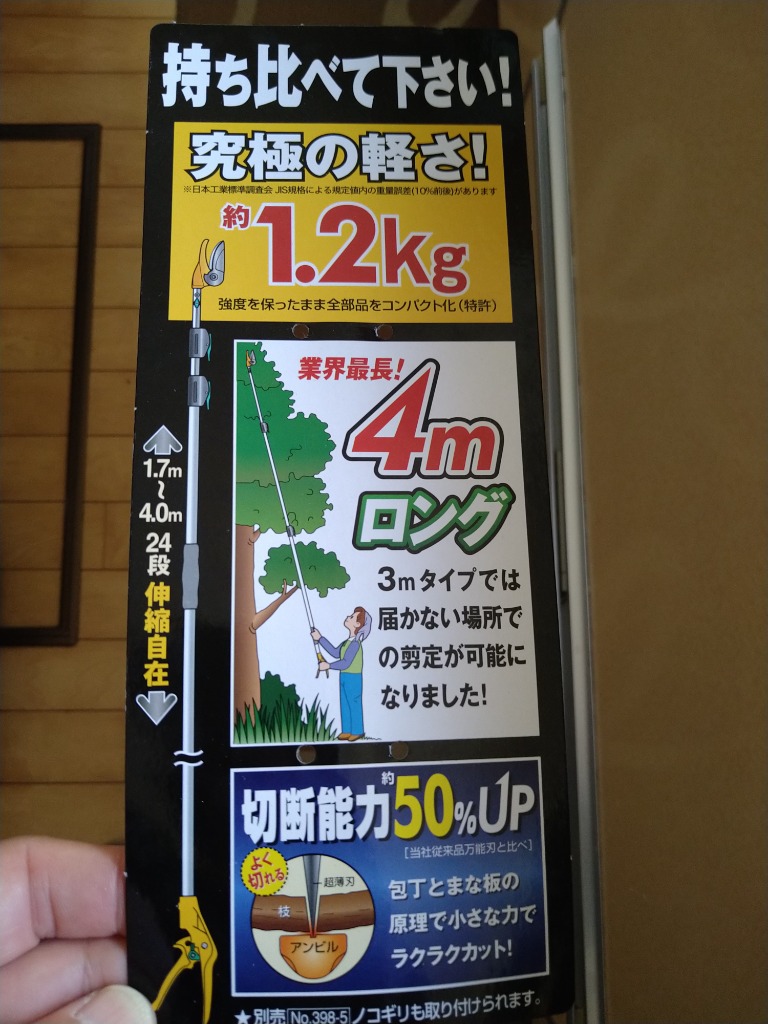 持ち比べて下さい!
究極の軽さ!
※日本工業標準調査会 JIS規格による規定値内の重量誤差(10%前後)があります
約1.2kg
強度を保ったまま全部品をコンパクト化(特許)
業界最長!
4m
ロング
3mタイプでは
届かない場所で
の剪定が可能に
なりました!
1.7m
〜
4.0m
24段
伸縮自在
切断能力約50%UP
[当社従来品万能刃と比べ]
よく
切れる
超薄刃
枝
アンビル
包丁とまな板の
原理で小さな力で
ラクラクカット!
★別売 No.398-5 ノコギリも取り付けられます。